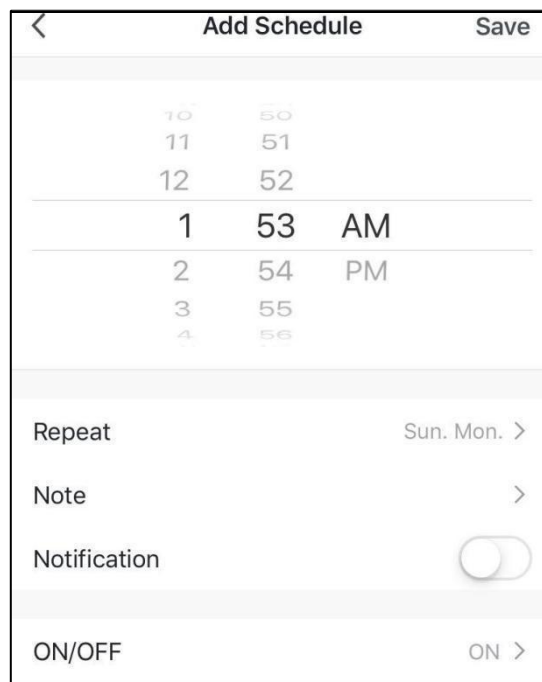 Add Schedule Save
10 50
11 51
12 52
1 53 AM
2 54 PM
3 55
4 56
Repeat Sun. Mon.
Note
Notification
ON/OFF ON